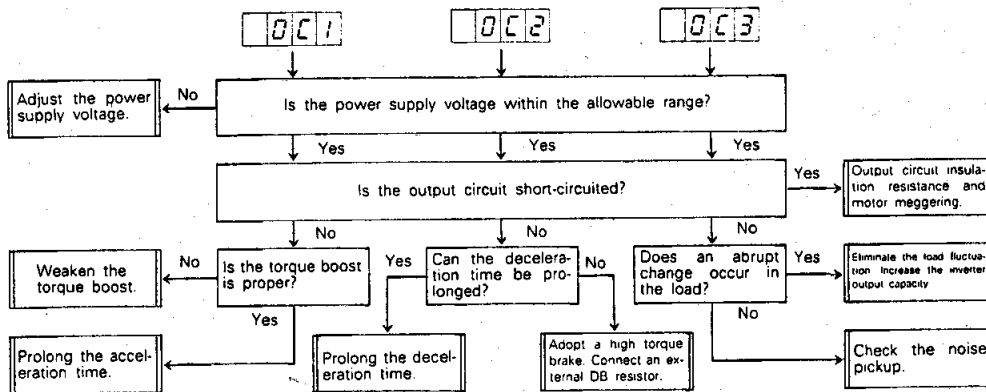 OC1 OC2 OC3
Adjust the power
supply voltage.
No
Is the power supply voltage within the allowable range?
Yes Yes Yes
Is the output circuit short-circuited?
Yes
Output circuit insula-
tion resistance and
motor meggering.
No No No
Weaken the
torque boost.
No
Is the torque boost
is proper?
Yes
Can the decelera-
tion time be pro-
longed?
No
Does an abrupt
change occur in
the load?
Yes
Eliminate the load fluctua-
tion Increase the inverter
output capacity
Yes
No
Prolong the accel-
eration time.
Prolong the decel-
eration time.
Adopt a high torque
brake. Connect an ex-
ternal DB resistor.
Check the noise
pickup.